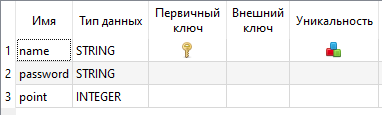 Имя Тип данных Первичный ключ Внешний ключ Уникальность
1 name STRING
2 password STRING
3 point INTEGER